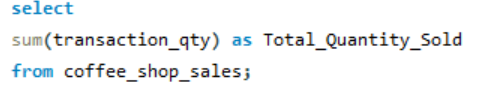 select
sum(transaction_qty) as Total_Quantity_Sold
from coffee_shop_sales;